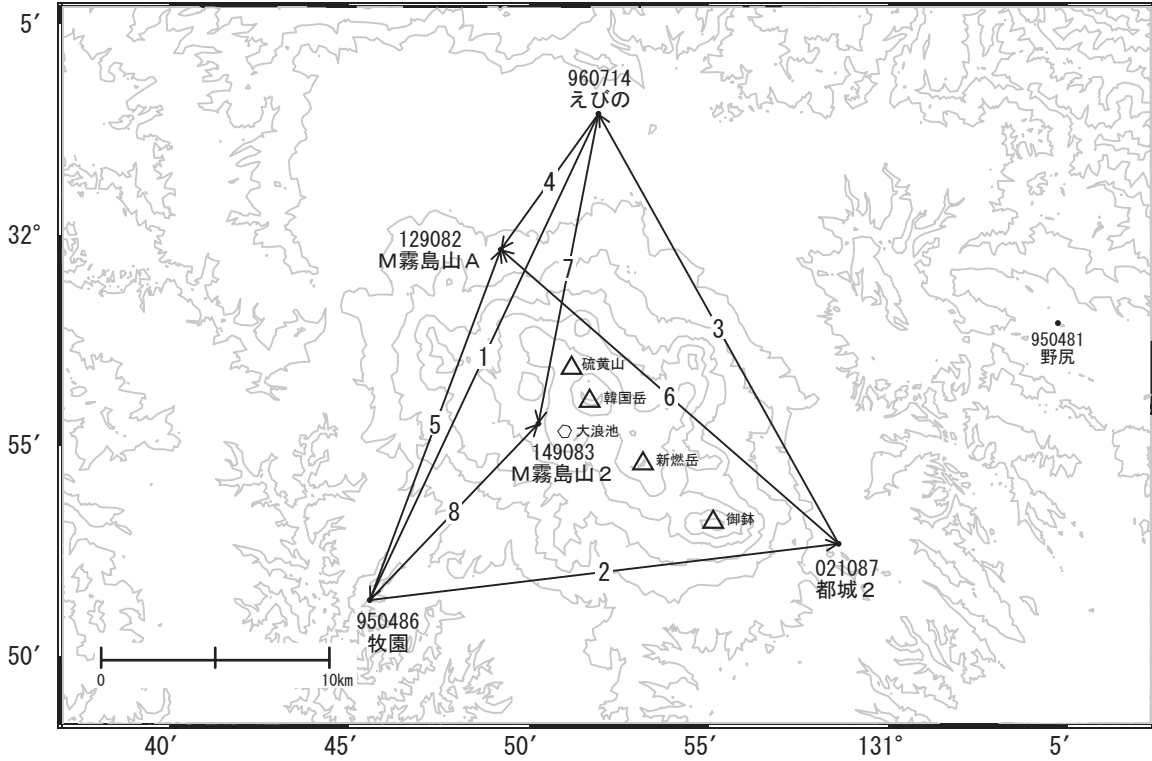 5′
960714
えびの
4
32°
129082
M霧島山A
7
3
950481
野尻
1
硫黄山
6
韓国岳
5
大浪池
55′
149083
M霧島山2
新燃岳
8
御鉢
2
021087
都城2
950486
牧園
50′
0
10km
40′
45′
50′
55′
131°
5′